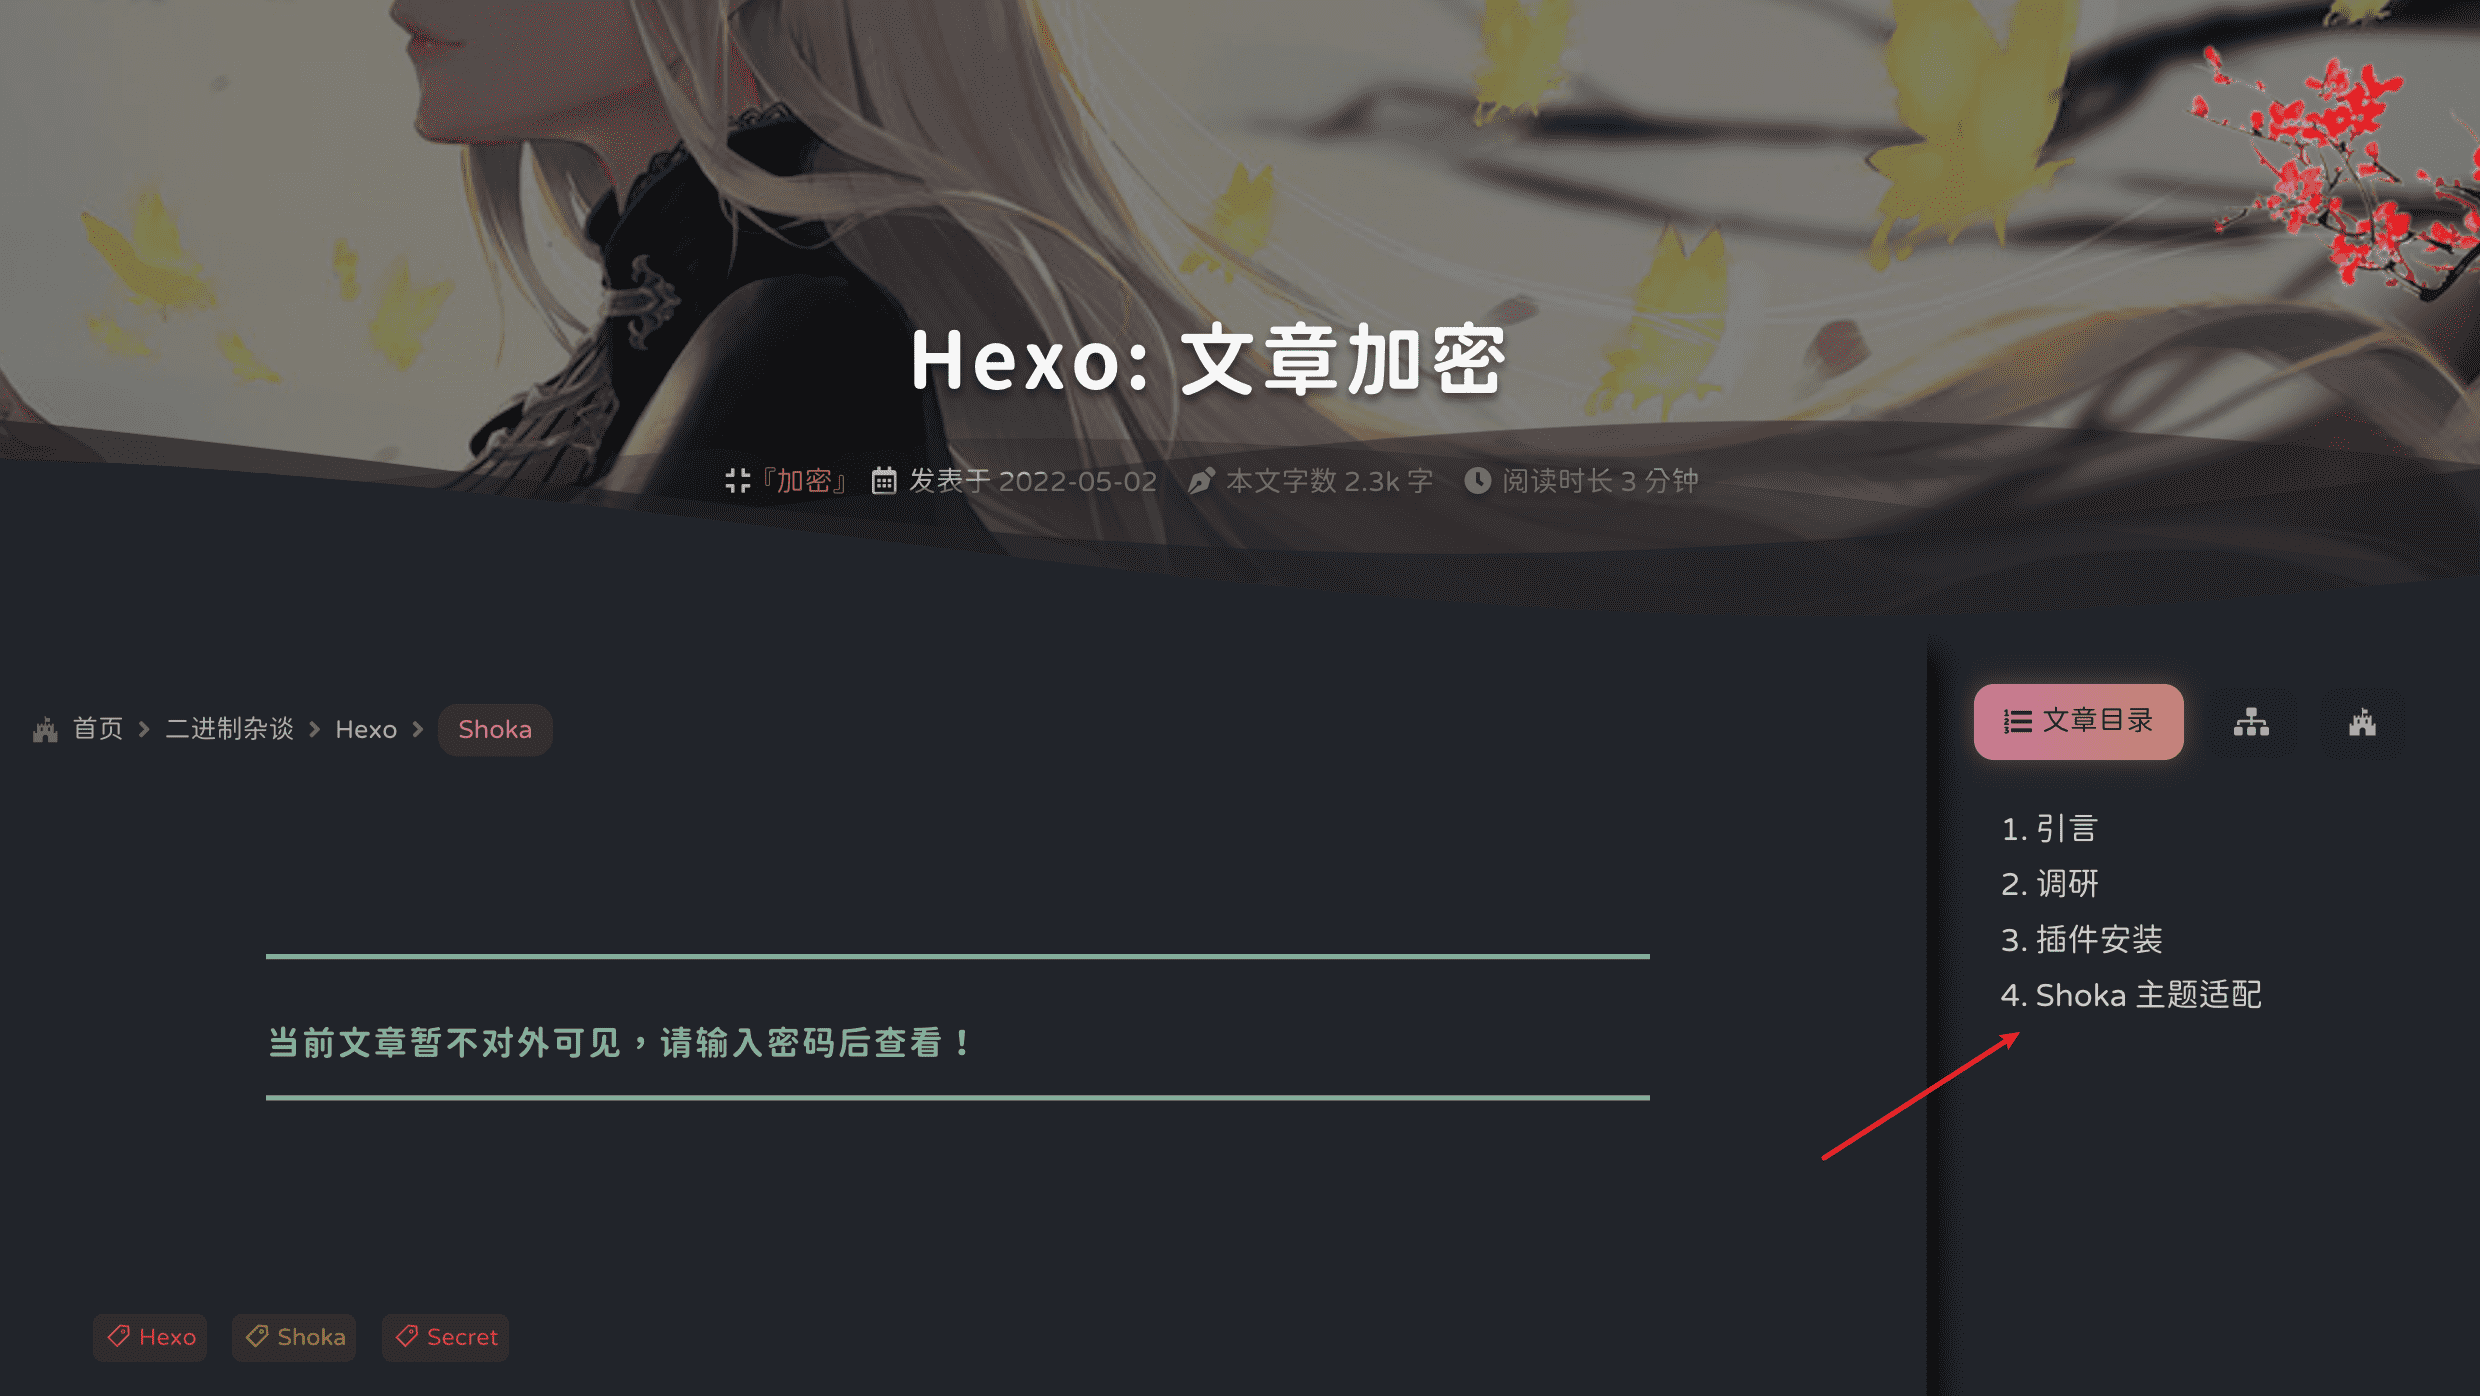 Hexo: 文章加密
『加密』 发表于 2022-05-02 本文字数 2.3k 字 阅读时长 3 分钟
首页 二进制杂谈 Hexo Shoka
文章目录
1. 引言
2. 调研
3. 插件安装
4. Shoka 主题适配
当前文章暂不对外可见，请输入密码后查看！
Hexo Shoka Secret